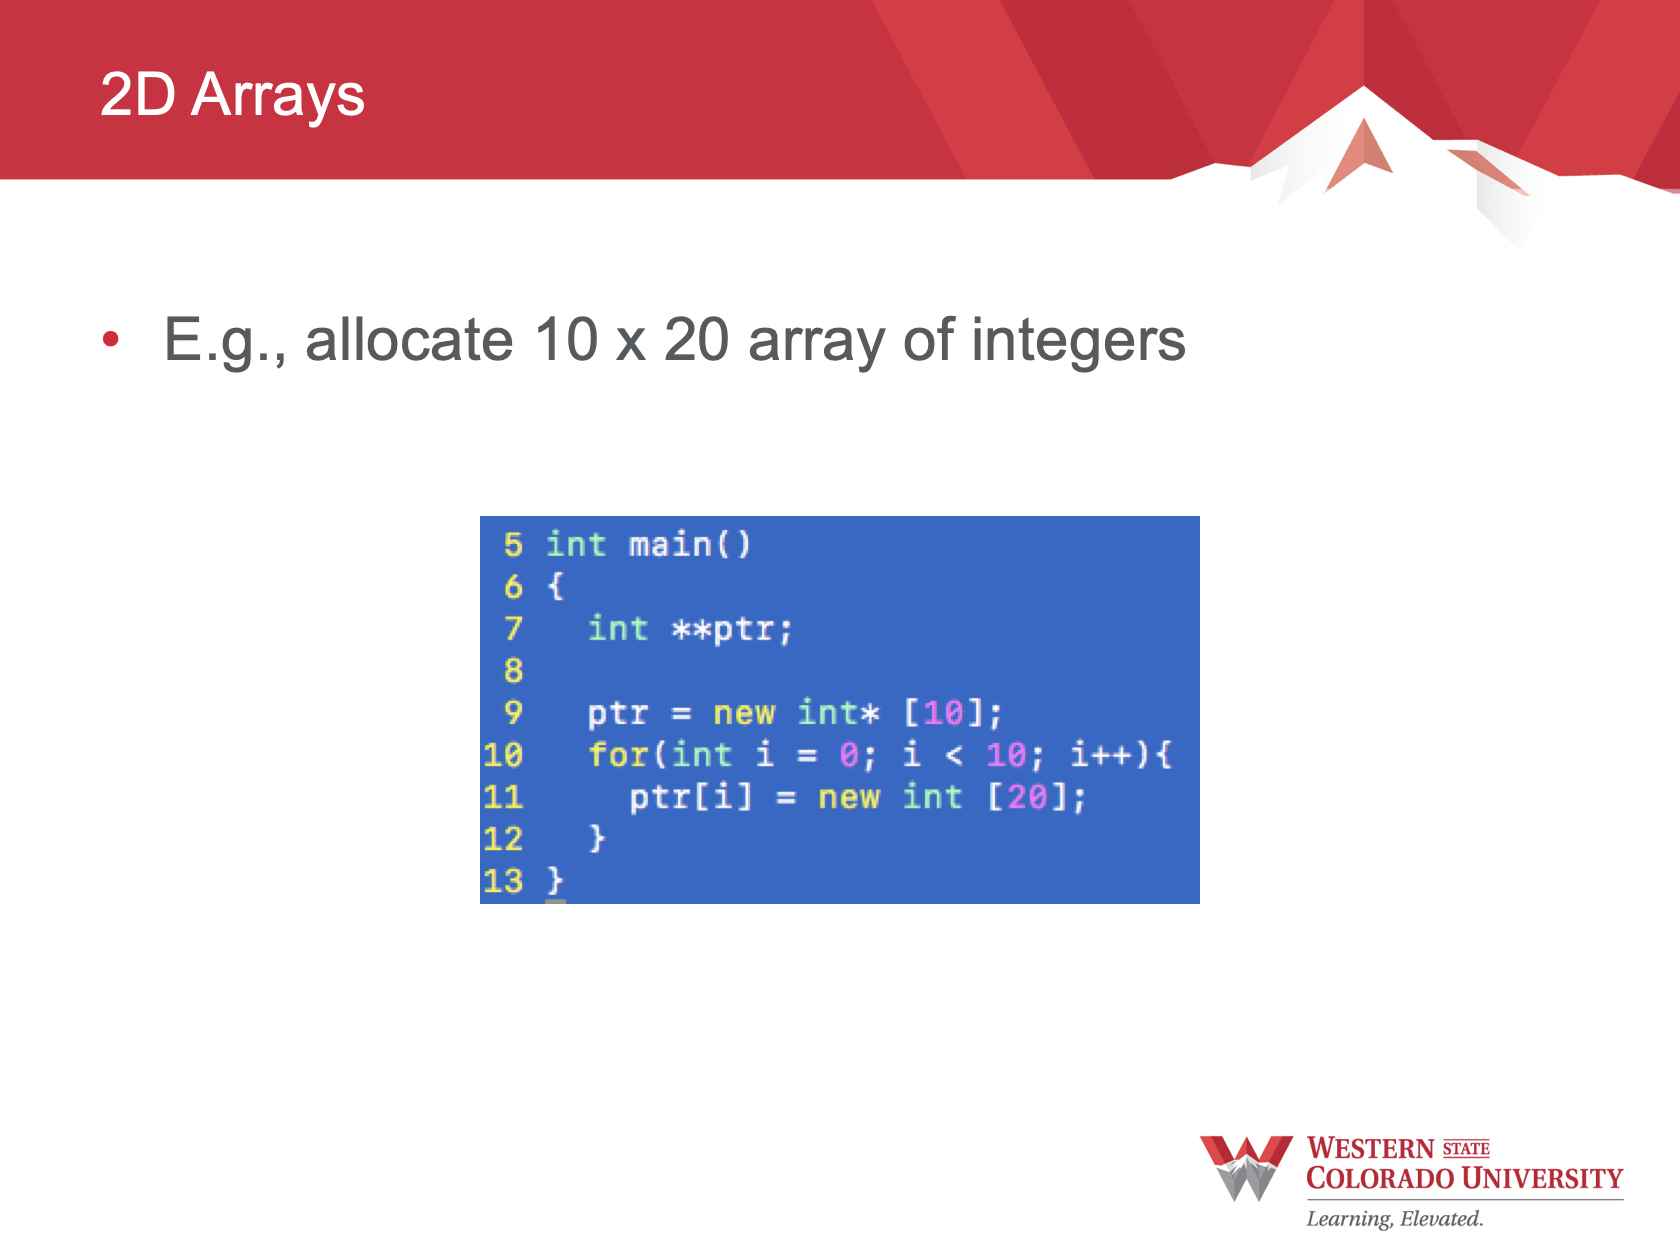 2D Arrays
• E.g., allocate 10 x 20 array of integers
5 int main()
6 {
7   int **ptr;
8
9   ptr = new int* [10];
10   for(int i = 0; i < 10; i++){
11     ptr[i] = new int [20];
12   }
13 }
WESTERN STATE
COLORADO UNIVERSITY
Learning, Elevated.